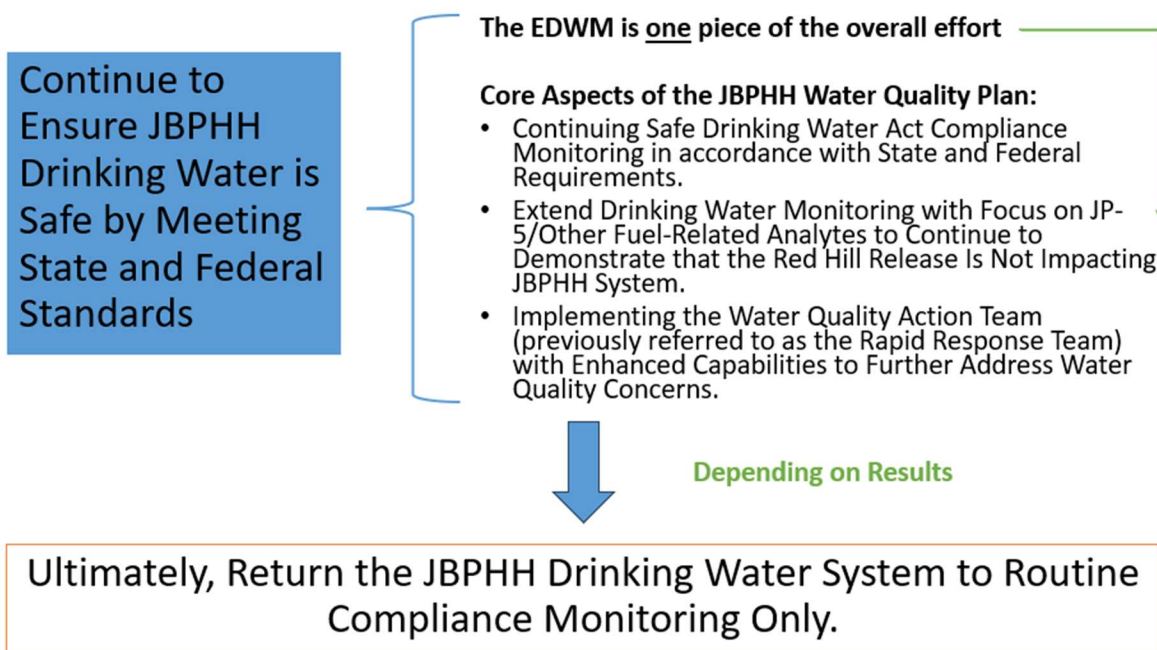 Continue to
Ensure JBPHH
Drinking Water is
Safe by Meeting
State and Federal
Standards
The EDWM is one piece of the overall effort
Core Aspects of the JBPHH Water Quality Plan:
• Continuing Safe Drinking Water Act Compliance
Monitoring in accordance with State and Federal
Requirements.
• Extend Drinking Water Monitoring with Focus on JP-
5/Other Fuel-Related Analytes to Continue to
Demonstrate that the Red Hill Release Is Not Impacting
JBPHH System.
• Implementing the Water Quality Action Team
(previously referred to as the Rapid Response Team)
with Enhanced Capabilities to Further Address Water
Quality Concerns.
Depending on Results
Ultimately, Return the JBPHH Drinking Water System to Routine
Compliance Monitoring Only.